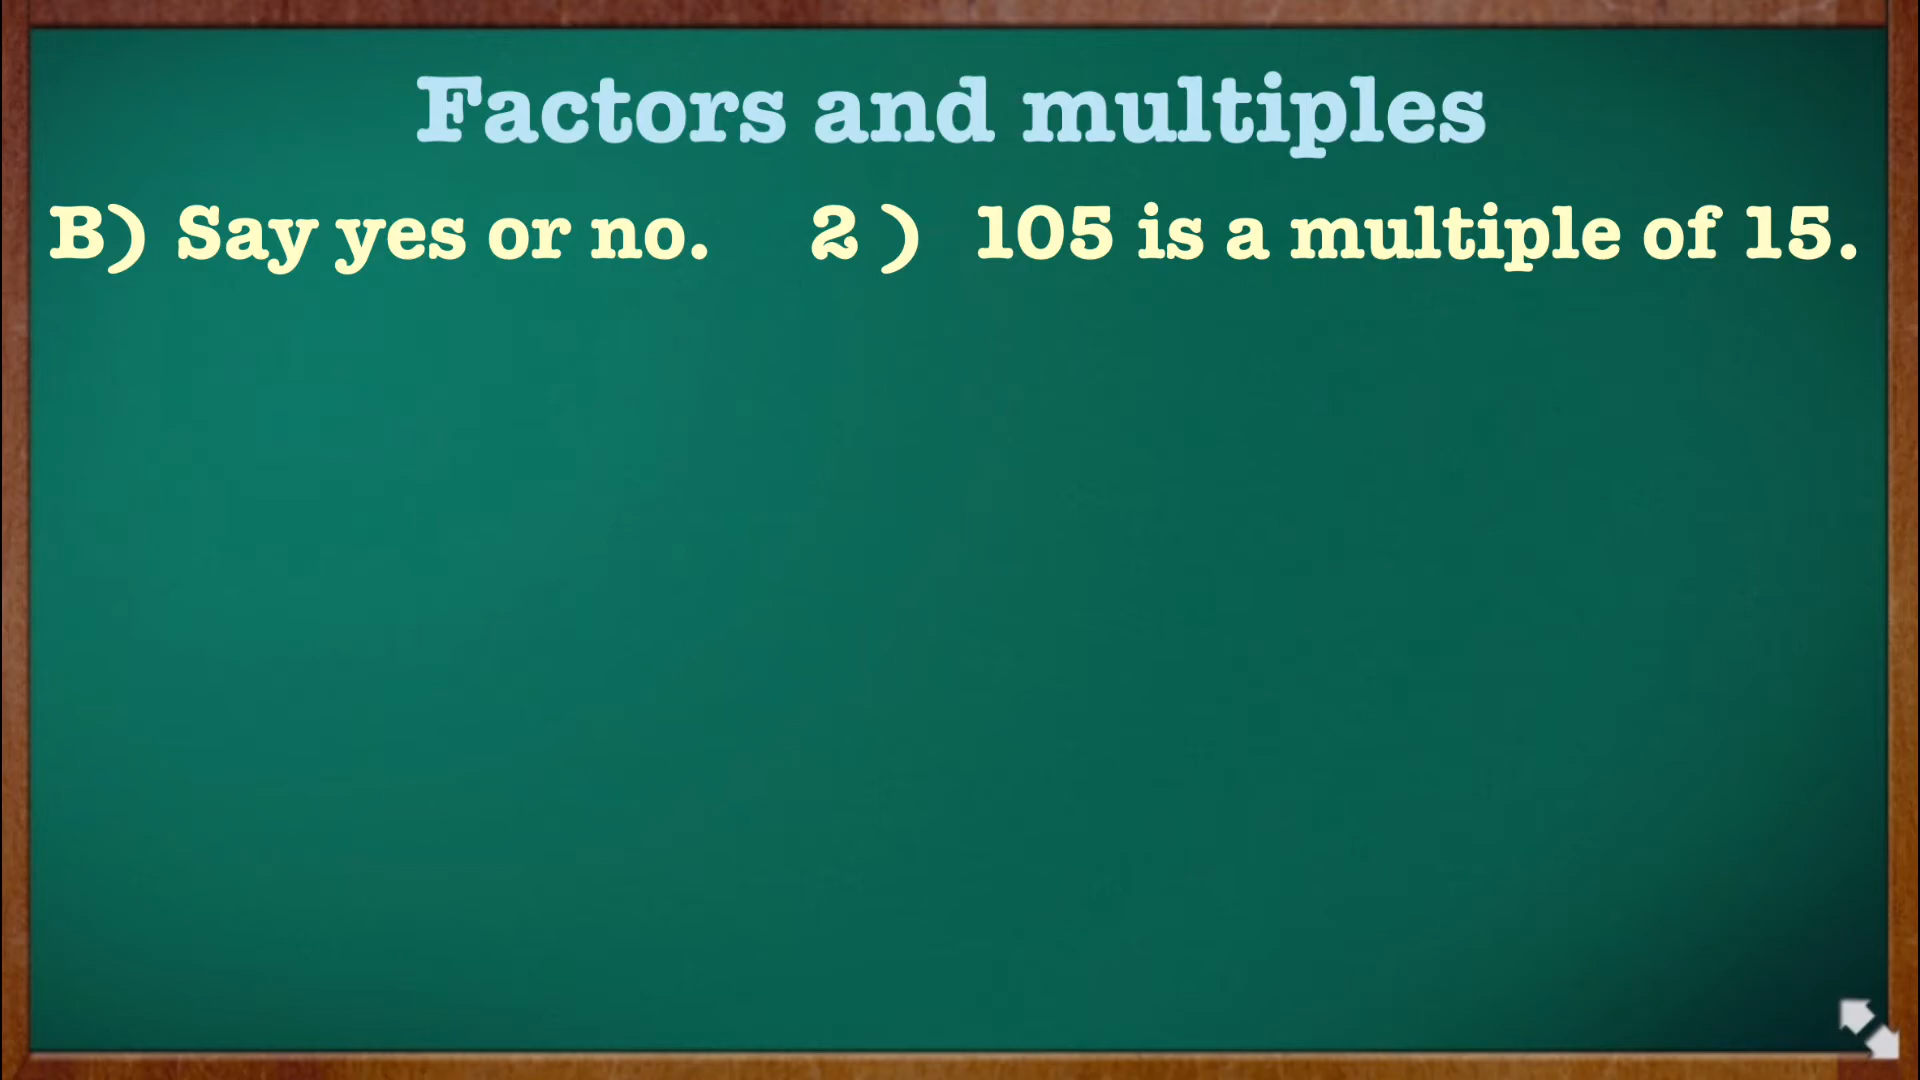 Factors and multiples
B) Say yes or no. 2 ) 105 is a multiple of 15.